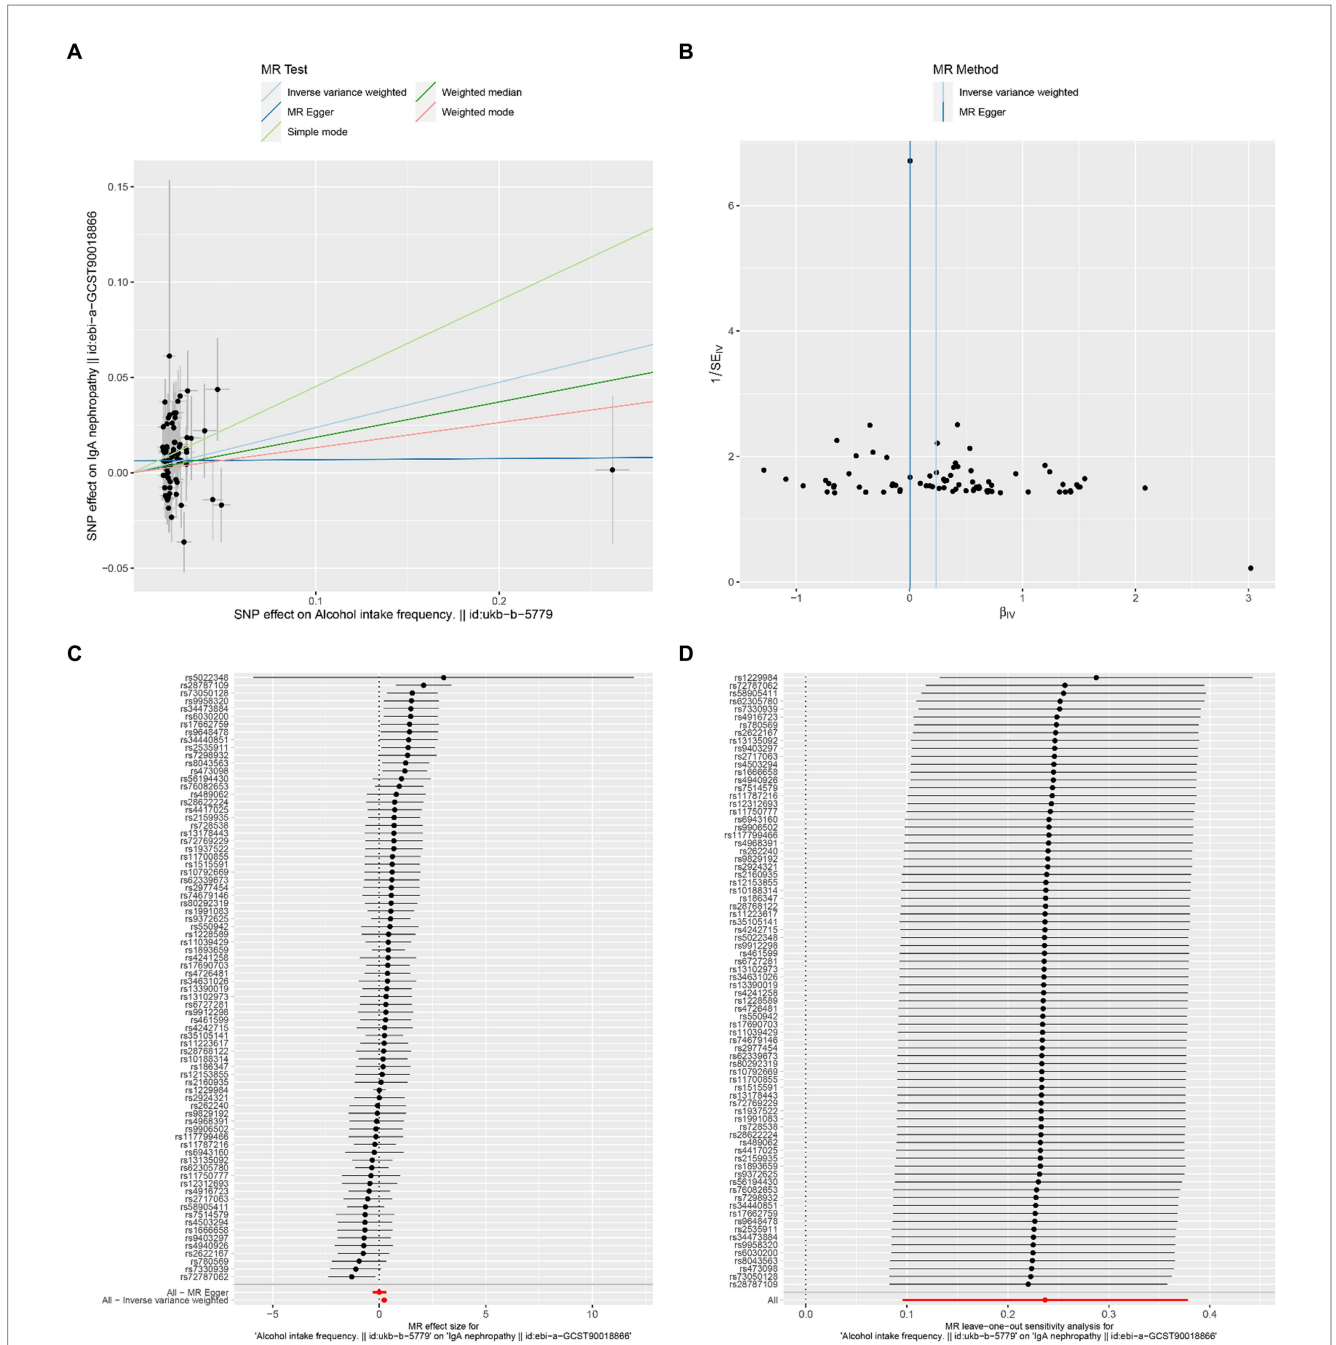 A
MR Test
Inverse variance weighted
Weighted median
MR Egger
Weighted mode
Simple mode
SNP effect on IgA nephropathy || id:ebi−a−GCST90018866
0.15
0.10
0.05
0.00
−0.05
0.1
0.2
SNP effect on Alcohol intake frequency. || id:ukb−b−5779
B
MR Method
Inverse variance weighted
MR Egger
1/SE_IV
6
4
2
0
−1
0
1
2
3
β_IV
C
rs5022348
rs28787109
rs73050128
rs9958320
rs34473884
rs6030200
rs17662759
rs9648478
rs34440851
rs2535911
rs7298932
rs8043563
rs473098
rs56194430
rs76082653
rs489062
rs28622224
rs4417025
rs2159935
rs728538
rs13178443
rs72769229
rs1937522
rs11700855
rs1515591
rs10792669
rs62339673
rs2977454
rs74679146
rs80292319
rs1991083
rs9372625
rs550942
rs1228589
rs11039429
rs1893659
rs4241258
rs17690703
rs4726481
rs34631026
rs13390019
rs13102973
rs6727281
rs9912298
rs461599
rs4242715
rs35105141
rs11223617
rs28768122
rs10188314
rs186347
rs12153855
rs2160935
rs1229984
rs2924321
rs262240
rs9829192
rs4968391
rs9906502
rs117799466
rs11787216
rs6943160
rs13135092
rs62305780
rs11750777
rs12312693
rs4916723
rs2717063
rs58905411
rs7514579
rs4503294
rs1666658
rs9403297
rs4940926
rs2622167
rs780569
rs7330939
rs72787062
All − MR Egger
All − Inverse variance weighted
−5
0
5
10
MR effect size for
'Alcohol intake frequency. || id:ukb−b−5779' on 'IgA nephropathy || id:ebi−a−GCST90018866'
D
rs1229984
rs72787062
rs58905411
rs62305780
rs7330939
rs4916723
rs780569
rs2622167
rs13135092
rs9403297
rs2717063
rs4503294
rs1666658
rs4940926
rs7514579
rs11787216
rs12312693
rs11750777
rs6943160
rs9906502
rs117799466
rs4968391
rs262240
rs9829192
rs2924321
rs2160935
rs12153855
rs10188314
rs186347
rs28768122
rs11223617
rs35105141
rs4242715
rs5022348
rs9912298
rs461599
rs6727281
rs13102973
rs34631026
rs13390019
rs4241258
rs1228589
rs4726481
rs550942
rs17690703
rs11039429
rs74679146
rs2977454
rs62339673
rs80292319
rs10792669
rs11700855
rs1515591
rs13178443
rs72769229
rs1937522
rs1991083
rs728538
rs28622224
rs489062
rs4417025
rs2159935
rs1893659
rs9372625
rs56194430
rs76082653
rs7298932
rs34440851
rs17662759
rs9648478
rs2535911
rs34473884
rs9958320
rs6030200
rs8043563
rs473098
rs73050128
rs28787109
All
0.0
0.1
0.2
0.3
0.4
MR leave−one−out sensitivity analysis for
'Alcohol intake frequency. || id:ukb−b−5779' on 'IgA nephropathy || id:ebi−a−GCST90018866'